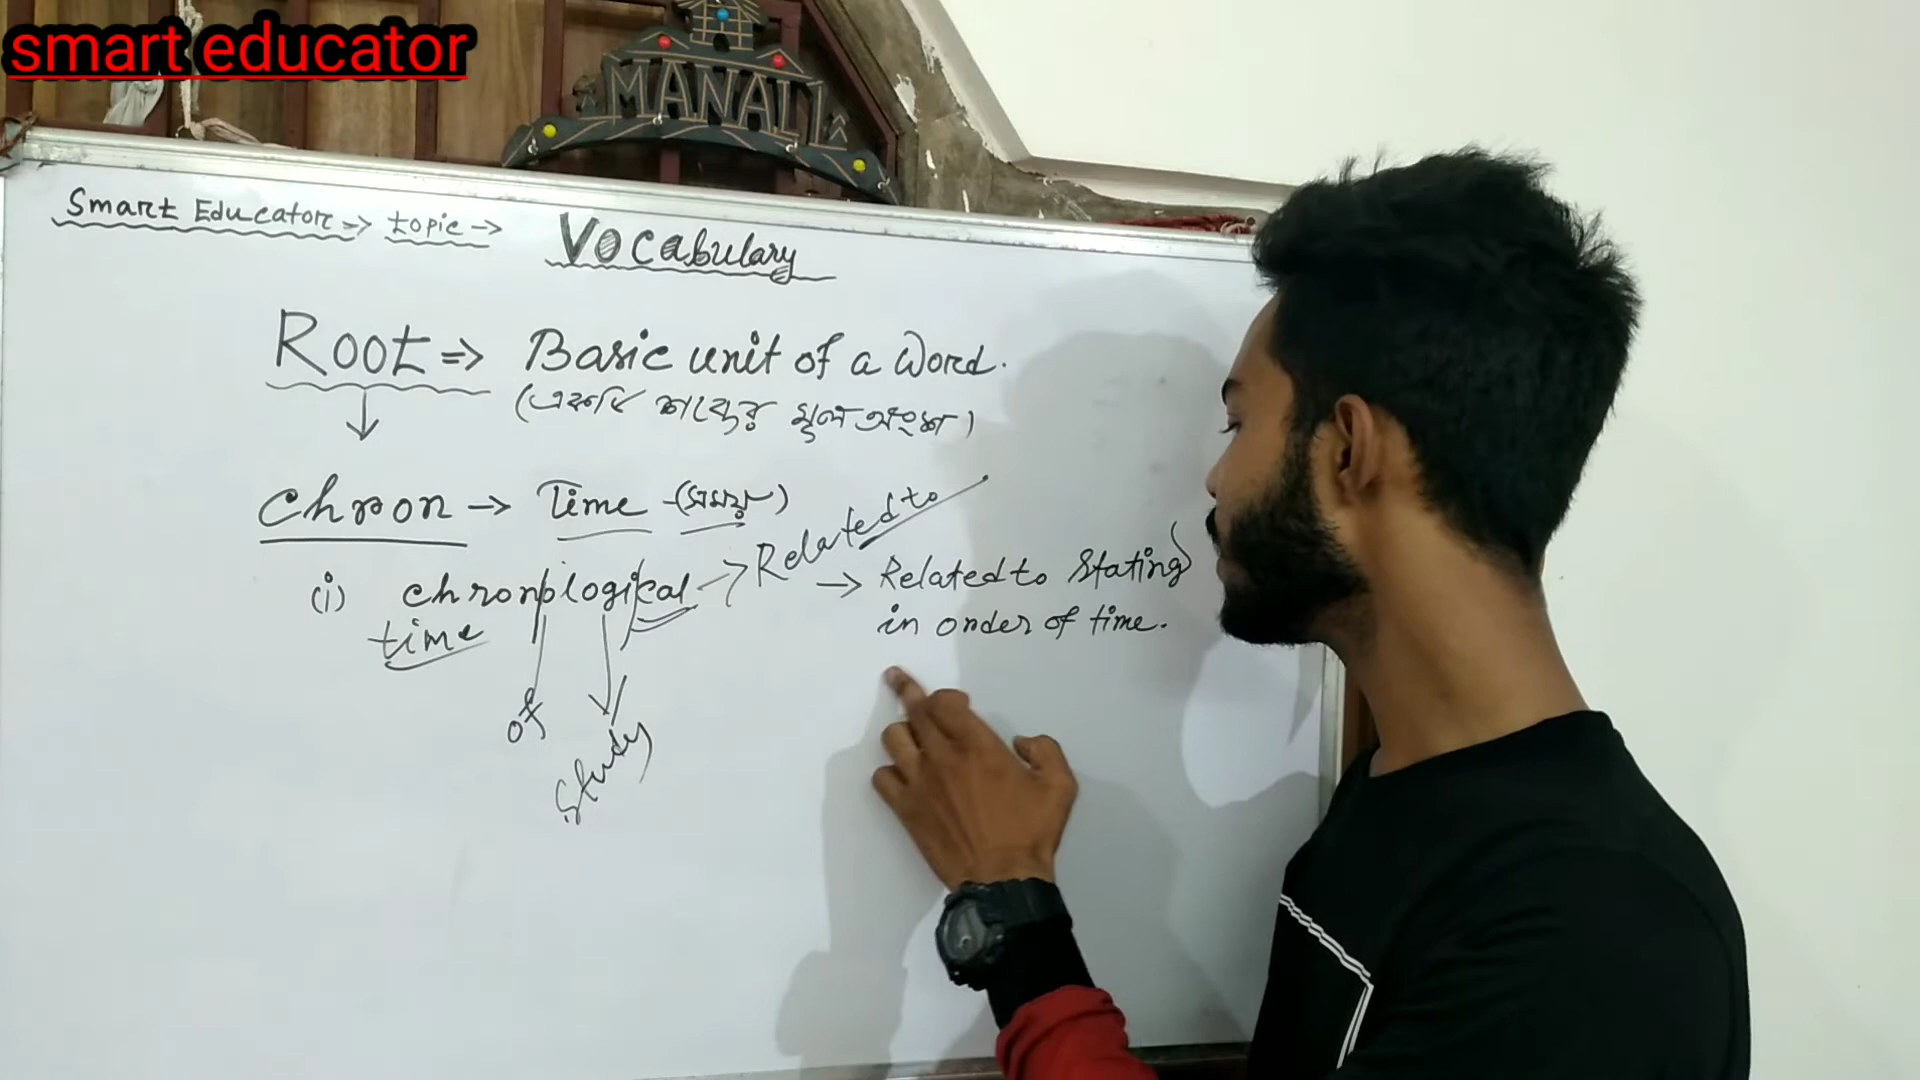 smart educator
MANALI
Smart Educator => topic -> Vocabulary
Root => Basic unit of a word.
(একটি শব্দের মূল অংশ)
Chron -> Time -(সময়)
(i) chronological -> Related to
time
of
study
-> Related to stating
in order of time.